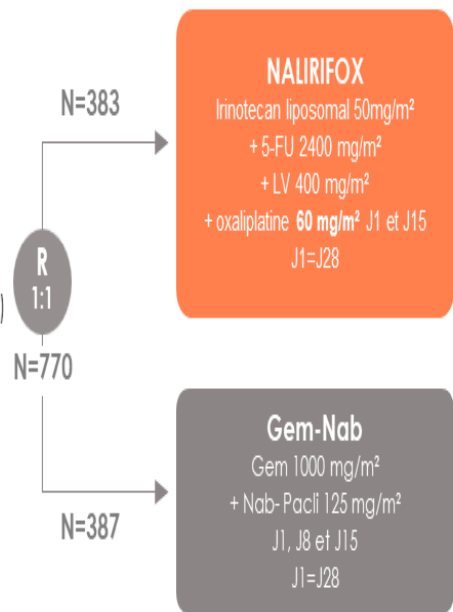 NALIRIFOX
Irinotecan liposomal 50mg/m²
+ 5-FU 2400 mg/m²
+ LV 400 mg/m²
+ oxaliplatine 60 mg/m² J1 et J15
J1=J28
N=383
R
1:1
)
N=770
N=387
Gem-Nab
Gem 1000 mg/m²
+ Nab- Pacli 125 mg/m²
J1, J8 et J15
J1=J28